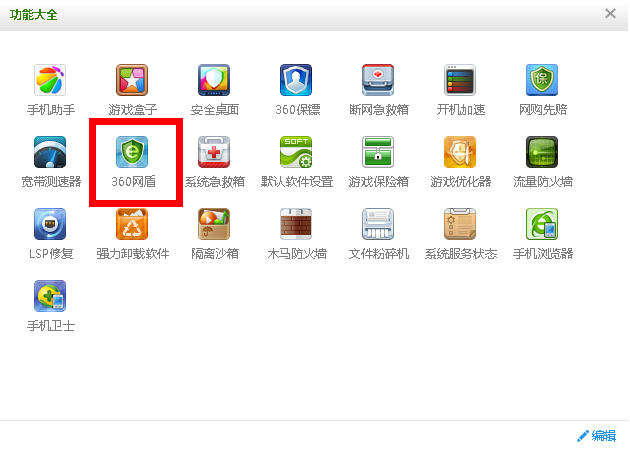 功能大全
手机助手 游戏盒子 安全桌面 360保镖 断网急救箱 开机加速 网购先赔
保
宽带测速器 360网盾 系统急救箱 默认软件设置 游戏保险箱 游戏优化器 流量防火墙
SOFT
LSP修复 强力卸载软件 隔离沙箱 木马防火墙 文件粉碎机 系统服务状态 手机浏览器
手机卫士
编辑